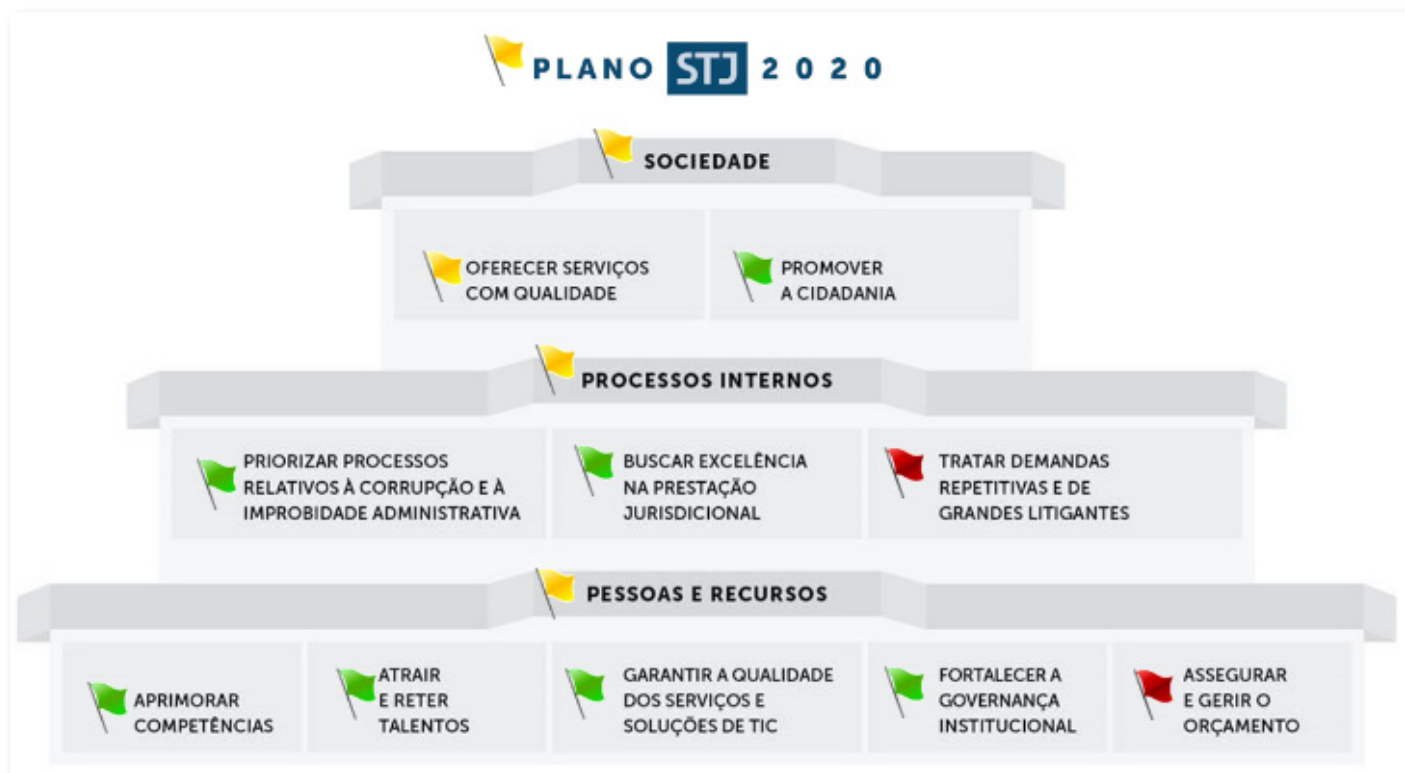 PLANO STJ 2020
SOCIEDADE
OFERECER SERVIÇOS
COM QUALIDADE
PROMOVER
A CIDADANIA
PROCESSOS INTERNOS
PRIORIZAR PROCESSOS
RELATIVOS À CORRUPÇÃO E À
IMPROBIDADE ADMINISTRATIVA
BUSCAR EXCELÊNCIA
NA PRESTAÇÃO
JURISDICIONAL
TRATAR DEMANDAS
REPETITIVAS E DE
GRANDES LITIGANTES
PESSOAS E RECURSOS
APRIMORAR
COMPETÊNCIAS
ATRAIR
E RETER
TALENTOS
GARANTIR A QUALIDADE
DOS SERVIÇOS E
SOLUÇÕES DE TIC
FORTALECER A
GOVERNANÇA
INSTITUCIONAL
ASSEGURAR
E GERIR O
ORÇAMENTO